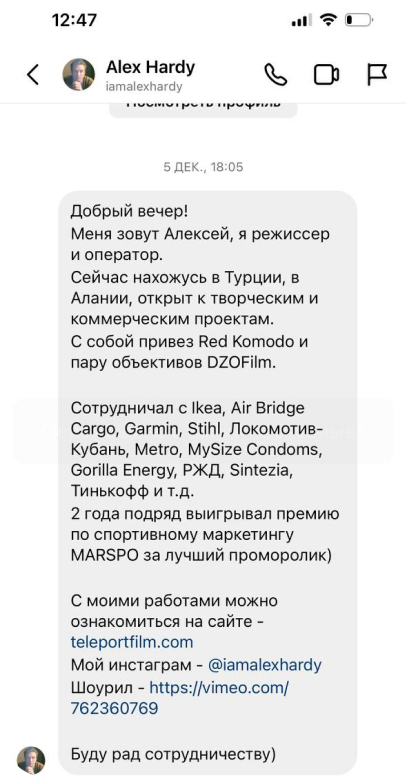 12:47
Alex Hardy
iamalexhardy
Посмотреть профиль
5 ДЕК., 18:05
Добрый вечер!
Меня зовут Алексей, я режиссер
и оператор.
Сейчас нахожусь в Турции, в
Алании, открыт к творческим и
коммерческим проектам.
С собой привез Red Komodo и
пару объективов DZOFilm.
Сотрудничал с Ikea, Air Bridge
Cargo, Garmin, Stihl, Локомотив-
Кубань, Metro, MySize Condoms,
Gorilla Energy, РЖД, Sintezia,
Тинькофф и т.д.
2 года подряд выигрывал премию
по спортивному маркетингу
MARSPO за лучший проморолик)
С моими работами можно
ознакомиться на сайте -
teleportfilm.com
Мой инстаграм - @iamalexhardy
Шоурил - https://vimeo.com/
762360769
Буду рад сотрудничеству)